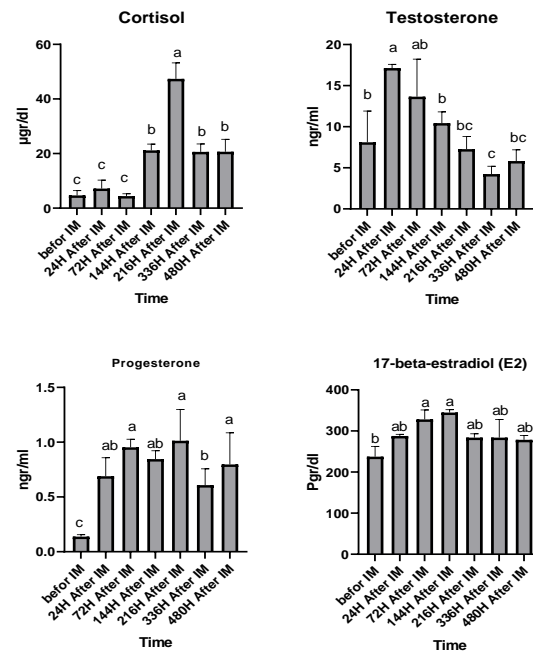 Cortisol
µgr/dl
60
40
20
0
c
c
c
b
a
b
b
befor IM
24H After IM
72H After IM
144H After IM
216H After IM
336H After IM
480H After IM
Time
Testosterone
ngr/ml
20
15
10
5
0
b
a
ab
b
bc
c
bc
befor IM
24H After IM
72H After IM
144H After IM
216H After IM
336H After IM
480H After IM
Time
Progesterone
ngr/ml
1.5
1.0
0.5
0.0
c
ab
a
ab
a
b
a
befor IM
24H After IM
72H After IM
144H After IM
216H After IM
336H After IM
480H After IM
Time
17-beta-estradiol (E2)
Pgr/dl
400
300
200
100
0
b
ab
a
a
ab
ab
ab
befor IM
24H After IM
72H After IM
144H After IM
216H After IM
336H After IM
480H After IM
Time